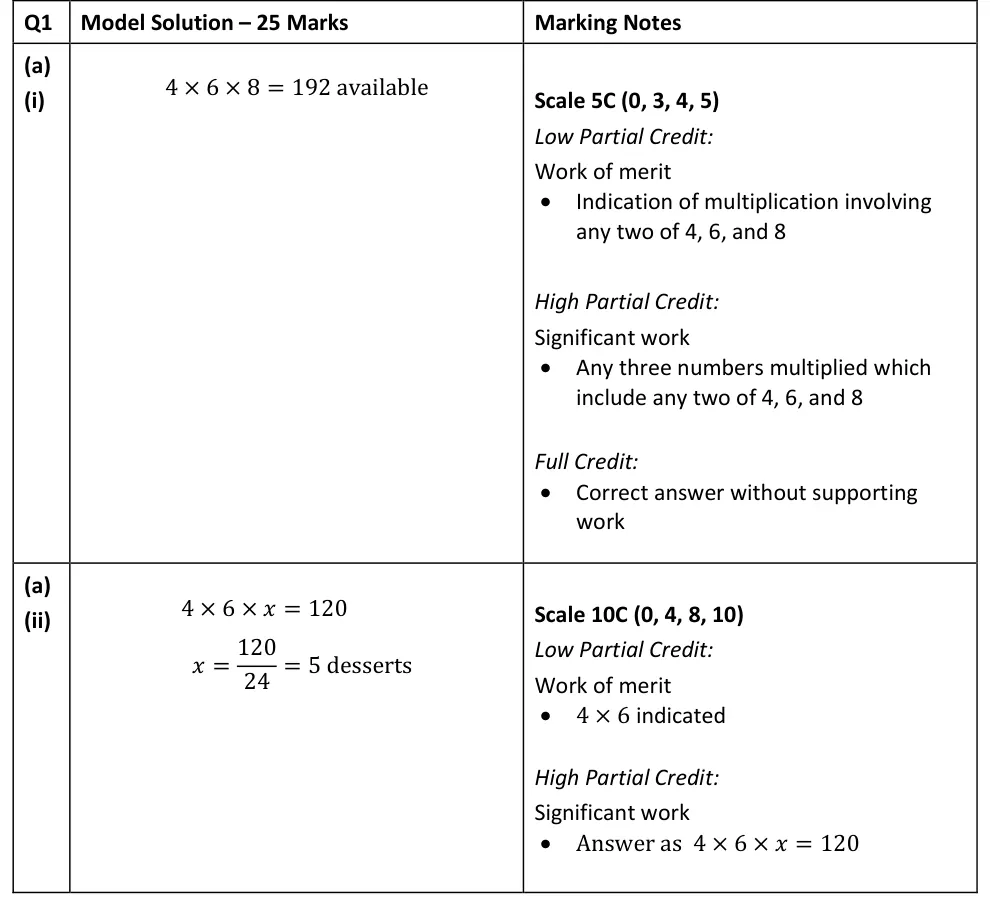 Q1 Model Solution – 25 Marks Marking Notes
(a)
(i)
4 × 6 × 8 = 192 available
Scale 5C (0, 3, 4, 5)
Low Partial Credit:
Work of merit
• Indication of multiplication involving
any two of 4, 6, and 8
High Partial Credit:
Significant work
• Any three numbers multiplied which
include any two of 4, 6, and 8
Full Credit:
• Correct answer without supporting
work
(a)
(ii)
4 × 6 × x = 120
x = 120/24 = 5 desserts
Scale 10C (0, 4, 8, 10)
Low Partial Credit:
Work of merit
• 4 × 6 indicated
High Partial Credit:
Significant work
• Answer as 4 × 6 × x = 120